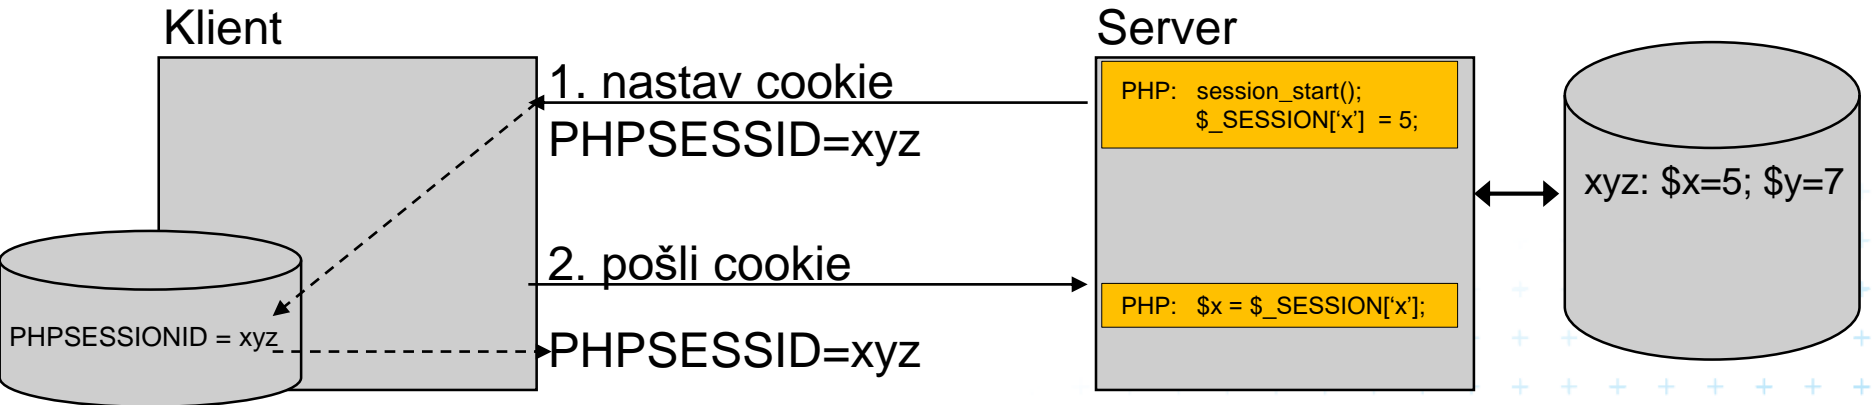 Klient
Server
1. nastav cookie
PHPSESSID=xyz
PHP: session_start();
$_SESSION[‘x’] = 5;
xyz: $x=5; $y=7
2. pošli cookie
PHP: $x = $_SESSION[‘x’];
PHPSESSIONID = xyz
PHPSESSID=xyz